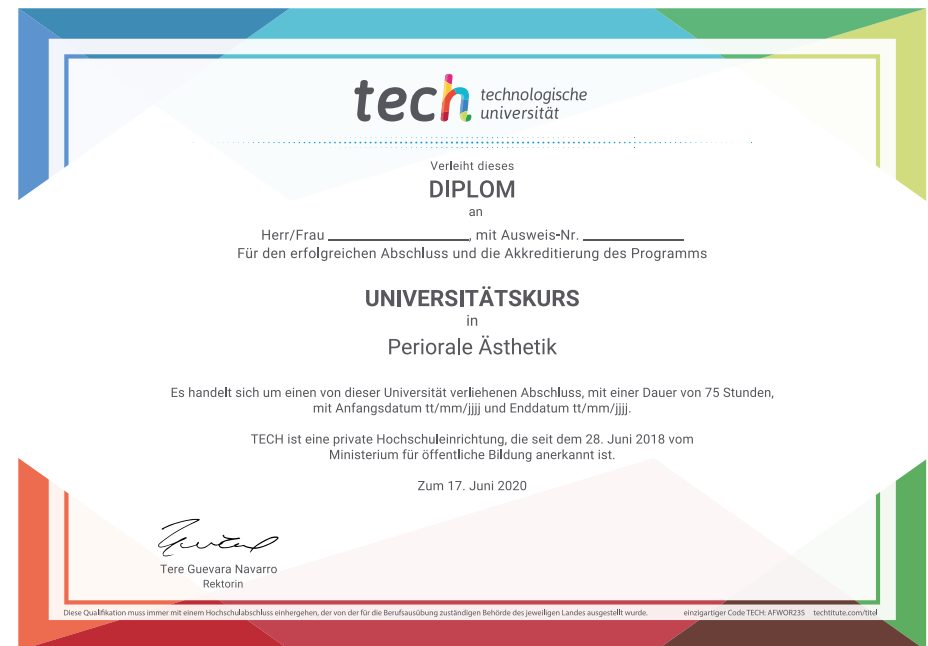 tech technologische
universität
Verleiht dieses
DIPLOM
an
Herr/Frau ____________________, mit Ausweis-Nr. ______________
Für den erfolgreichen Abschluss und die Akkreditierung des Programms
UNIVERSITÄTSKURS
in
Periorale Ästhetik
Es handelt sich um einen von dieser Universität verliehenen Abschluss, mit einer Dauer von 75 Stunden,
mit Anfangsdatum tt/mm/jjjj und Enddatum tt/mm/jjjj.
TECH ist eine private Hochschuleinrichtung, die seit dem 28. Juni 2018 vom
Ministerium für öffentliche Bildung anerkannt ist.
Zum 17. Juni 2020
Tere Guevara Navarro
Rektorin
Diese Qualifikation muss immer mit einem Hochschulabschluss einhergehen, der von der für die Berufsausübung zuständigen Behörde des jeweiligen Landes ausgestellt wurde. einzigartiger Code TECH: AFWOR23S techtitute.com/titel